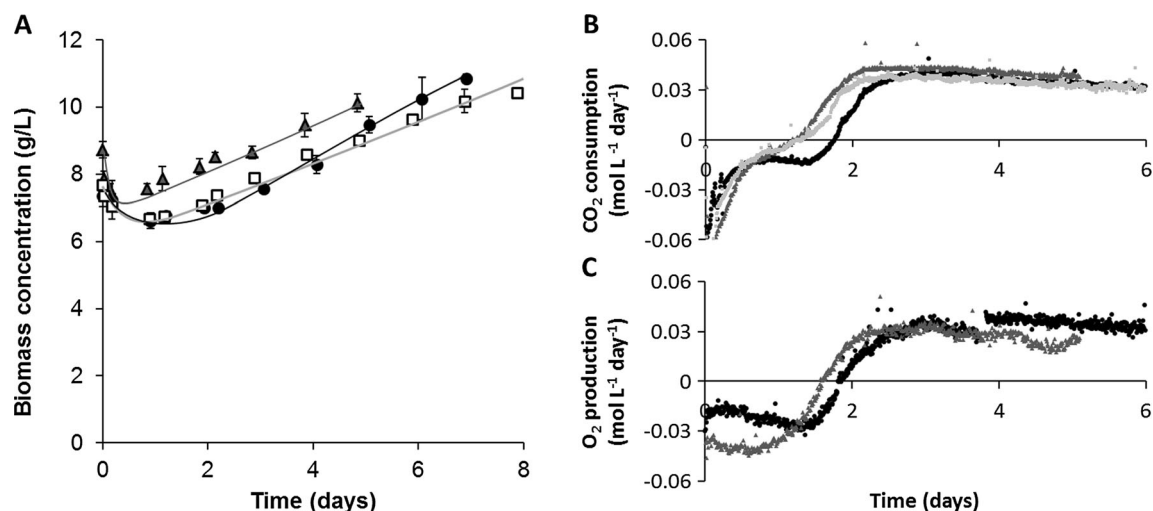 A
Biomass concentration (g/L)
12
10
8
6
4
2
0
0 2 4 6 8
Time (days)
B
CO₂ consumption
(mol L⁻¹ day⁻¹)
0.06
0.03
0
-0.03
-0.06
0 2 4 6
C
O₂ production
(mol L⁻¹ day⁻¹)
0.06
0.03
0
-0.03
-0.06
0 2 4 6
Time (days)